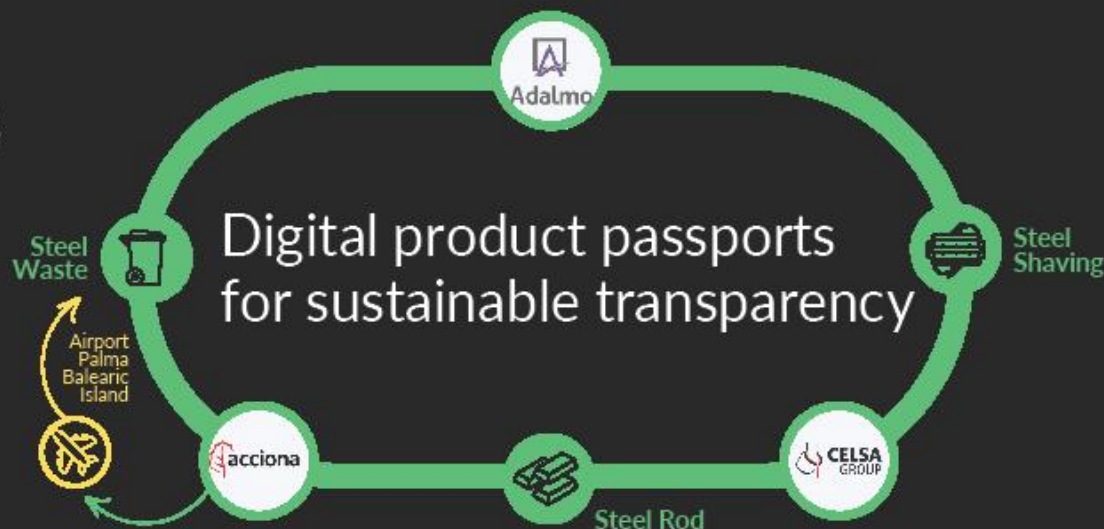 Adalmo
Digital product passports
for sustainable transparency
Steel
Waste
Steel
Shaving
Airport
Palma
Balearic
Island
acciona
CELSA
GROUP
Steel Rod